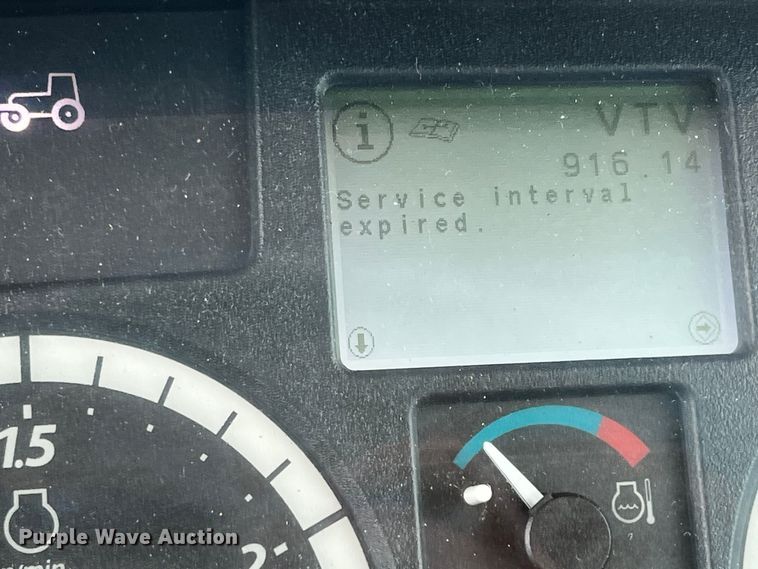 VTV
916.14
Service interval
expired.
1.5
2
Purple Wave Auction